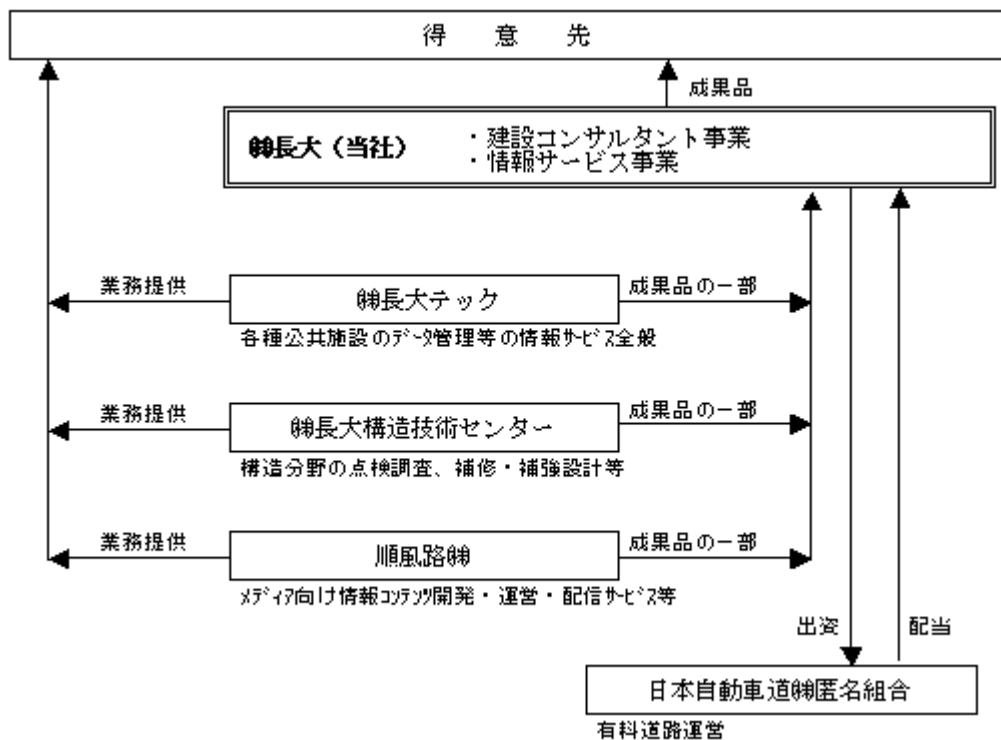 得 意 先
成果品
㈱長大（当社） ・建設コンサルタント事業
・情報サービス事業
業務提供 ㈱長大テック 成果品の一部
各種公共施設のﾃﾞｰﾀ管理等の情報ｻｰﾋﾞｽ全般
業務提供 ㈱長大構造技術センター 成果品の一部
構造分野の点検調査、補修・補強設計等
業務提供 順風路㈱ 成果品の一部
ﾒﾃﾞｨｱ向け情報ｺﾝﾃﾝﾂ開発・運営・配信ｻｰﾋﾞｽ等
出資 配当
日本自動車道㈱匿名組合
有料道路運営